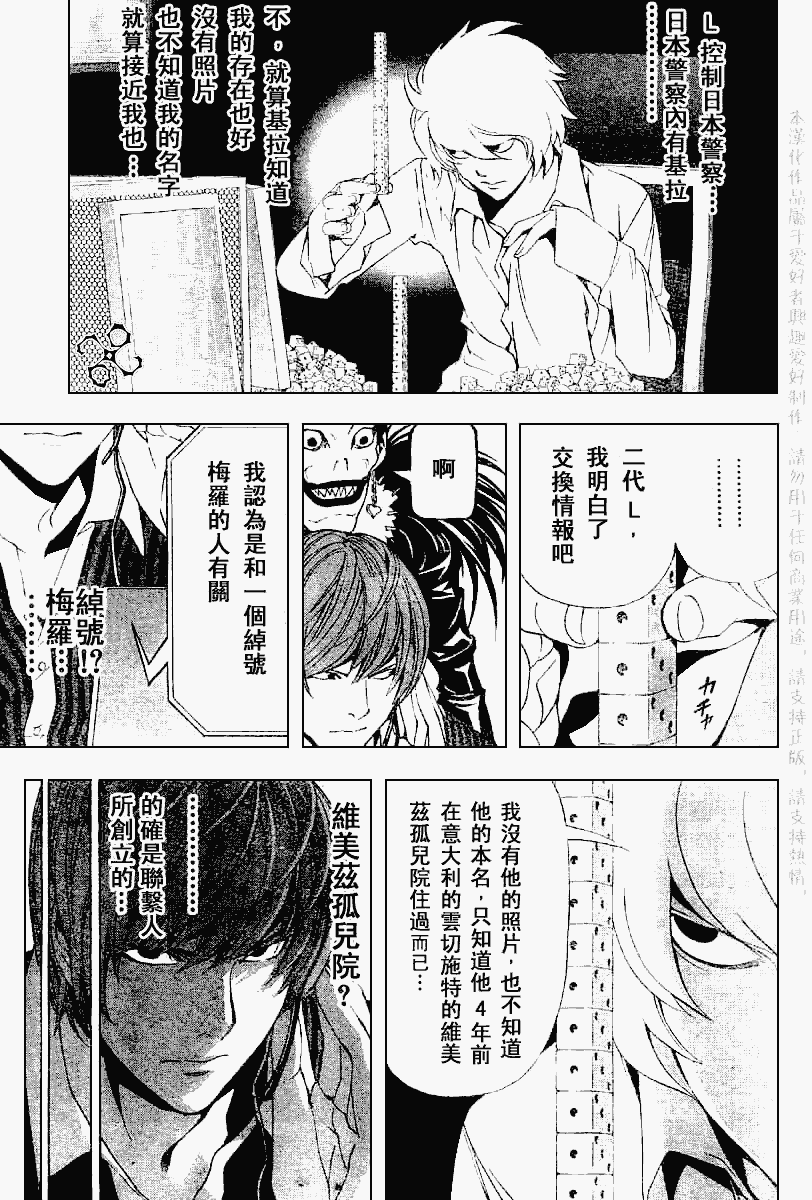 L控制日本警察…
日本警察內有基拉
…………
不，就算基拉知道
我的存在也好
沒有照片
也不知道我的名字
就算接近我也…
………
二代L，
我明白了
交換情報吧
カチャ
啊
我認為是和一個綽號
梅羅的人有關
綽號!?
梅羅…
………
我沒有他的照片，也不知道
他的本名，只知道他4年前
在意大利的雲切施特的維美
茲孤兒院住過而已…
維美茲孤兒院？
…………
的確是聯繫人
所創立的…
本漢化作品屬于愛好者興趣愛好制作 請勿用于任何商業用途，請支持正版，請支持熱情，